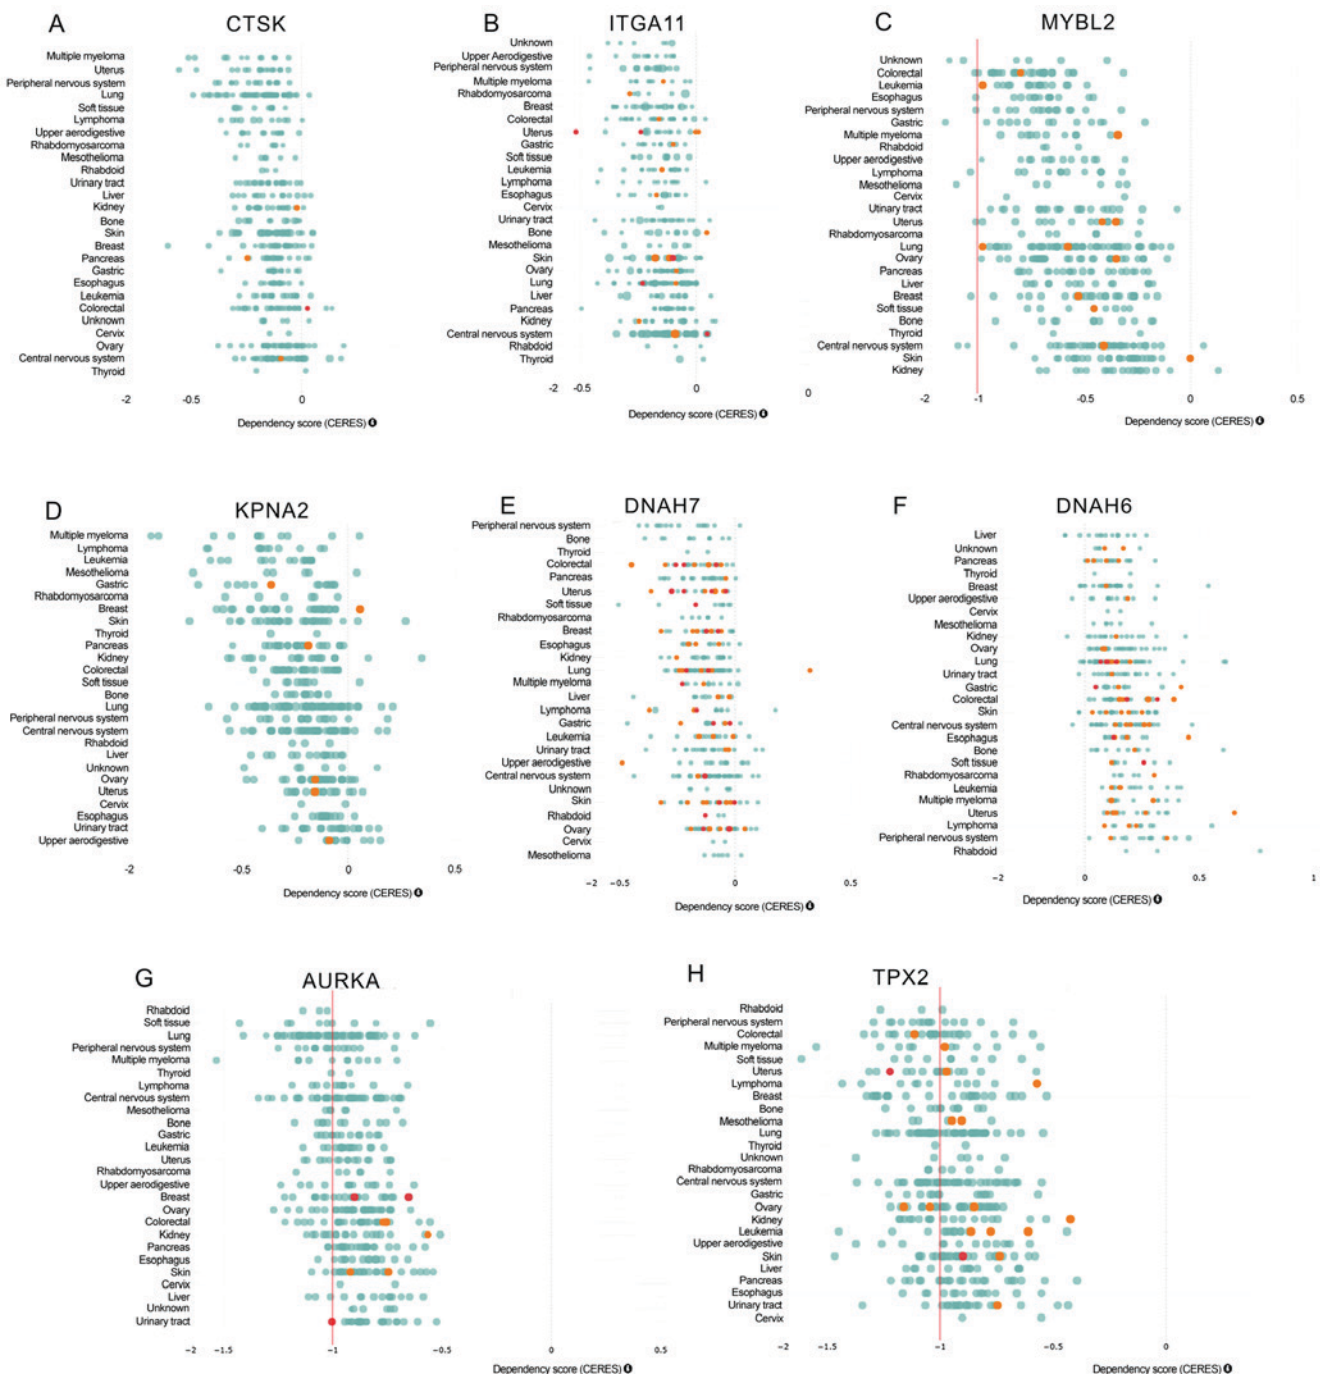 A
CTSK
Multiple myeloma
Uterus
Peripheral nervous system
Lung
Soft tissue
Lymphoma
Upper aerodigestive
Rhabdomyosarcoma
Mesothelioma
Rhabdoid
Urinary tract
Liver
Kidney
Bone
Skin
Breast
Pancreas
Gastric
Esophagus
Leukemia
Colorectal
Unknown
Cervix
Ovary
Central nervous system
Thyroid
-2 -0.5 0
Dependency score (CERES)
B
ITGA11
Unknown
Upper Aerodigestive
Peripheral nervous system
Multiple myeloma
Rhabdomyosarcoma
Breast
Colorectal
Uterus
Gastric
Soft tissue
Leukemia
Lymphoma
Esophagus
Cervix
Urinary tract
Bone
Mesothelioma
Skin
Ovary
Lung
Liver
Pancreas
Kidney
Central nervous system
Rhabdoid
Thyroid
-2 -0.5 0
Dependency score (CERES)
C
MYBL2
Unknown
Colorectal
Leukemia
Esophagus
Peripheral nervous system
Gastric
Multiple myeloma
Rhabdoid
Upper aerodigestive
Lymphoma
Mesothelioma
Cervix
Utinary tract
Uterus
Rhabdomyosarcoma
Lung
Ovary
Pancreas
Liver
Breast
Soft tissue
Bone
Thyroid
Central nervous system
Skin
Kidney
0 -2 -1 -0.5 0 0.5
Dependency score (CERES)
D
KPNA2
Multiple myeloma
Lymphoma
Leukemia
Mesothelioma
Gastric
Rhabdomyosarcoma
Breast
Skin
Thyroid
Pancreas
Kidney
Colorectal
Soft tissue
Bone
Lung
Peripheral nervous system
Central nervous system
Rhabdoid
Liver
Unknown
Ovary
Uterus
Cervix
Esophagus
Urinary tract
Upper aerodigestive
-2 -0.5 0 0.5
Dependency score (CERES)
E
DNAH7
Peripheral nervous system
Bone
Thyroid
Colorectal
Pancreas
Uterus
Soft tissue
Rhabdomyosarcoma
Breast
Esophagus
Kidney
Lung
Multiple myeloma
Liver
Lymphoma
Gastric
Leukemia
Urinary tract
Upper aerodigestive
Central nervous system
Unknown
Skin
Rhabdoid
Ovary
Cervix
Mesothelioma
−2 −0.5 0 0.5
Dependency score (CERES)
F
DNAH6
Liver
Unknown
Pancreas
Thyroid
Breast
Upper aerodigestive
Cervix
Mesothelioma
Kidney
Ovary
Lung
Urinary tract
Gastric
Colorectal
Skin
Central nervous system
Esophagus
Bone
Soft tissue
Rhabdomyosarcoma
Leukemia
Multiple myeloma
Uterus
Lymphoma
Peripheral nervous system
Rhabdoid
−2 0 0.5 1
Dependency score (CERES)
G
AURKA
Rhabdoid
Soft tissue
Lung
Peripheral nervous system
Multiple myeloma
Thyroid
Lymphoma
Central nervous system
Mesothelioma
Bone
Gastric
Leukemia
Uterus
Rhabdomyosarcoma
Upper aerodigestive
Breast
Ovary
Colorectal
Kidney
Pancreas
Esophagus
Skin
Cervix
Liver
Unknown
Urinary tract
−2 −1.5 −1 0 0.5
Dependency score (CERES)
H
TPX2
Rhabdoid
Peripheral nervous system
Colorectal
Multiple myeloma
Soft tissue
Uterus
Lymphoma
Breast
Bone
Mesothelioma
Lung
Thyroid
Unknown
Rhabdomyosarcoma
Central nervous system
Gastric
Ovary
Kidney
Leukemia
Upper aerodigestive
Skin
Liver
Pancreas
Esophagus
Urinary tract
Cervix
−2 −1.5 −1 0
Dependency score (CERES)